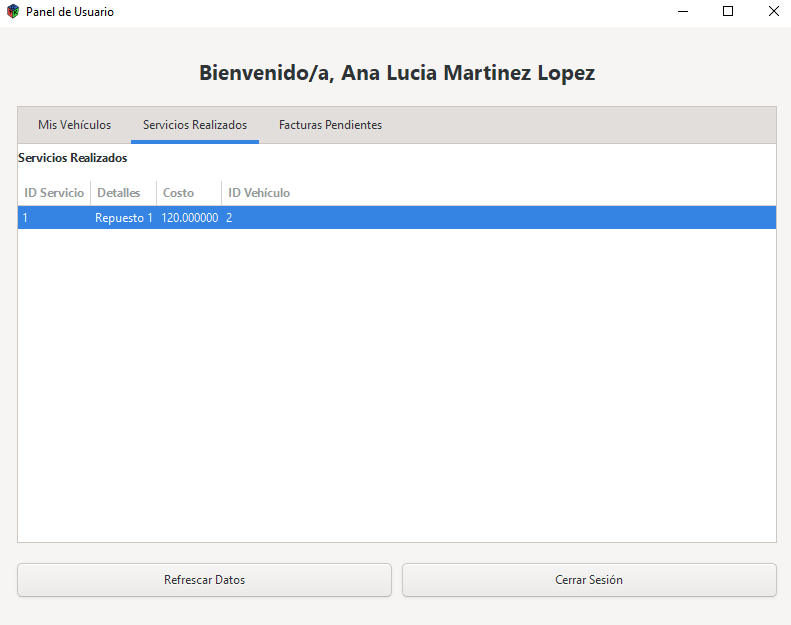 Panel de Usuario
Bienvenido/a, Ana Lucia Martinez Lopez
Mis Vehículos Servicios Realizados Facturas Pendientes
Servicios Realizados
ID Servicio Detalles Costo ID Vehículo
1 Repuesto 1 120.000000 2
Refrescar Datos Cerrar Sesión